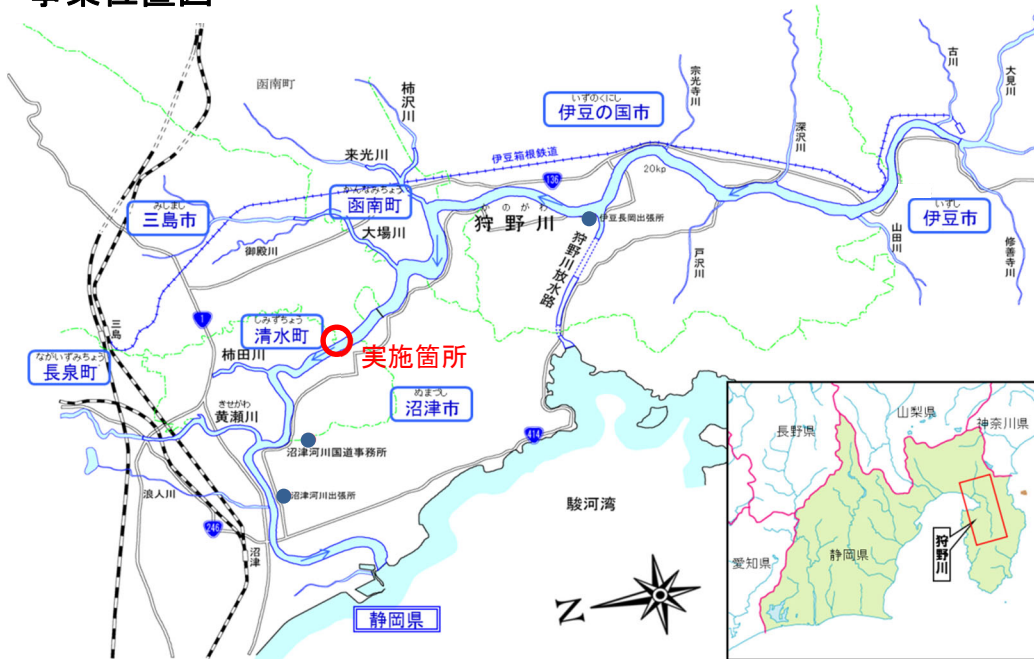 事業位置図
函南町
柿沢川
宗光寺川
古川
大見川
いずのくにし
伊豆の国市
深沢川
来光川
伊豆箱根鉄道
136
20kp
かんなみちょう
函南町
みしまし
三島市
かのがわ
狩野川
伊豆長岡出張所
いずし
伊豆市
大場川
御殿川
狩野川放水路
戸沢川
山田川
修善寺川
1
三島
しみずちょう
清水町
実施箇所
ながいずみちょう
長泉町
柿田川
ぬまづし
沼津市
きせがわ
黄瀬川
414
沼津河川国道事務所
沼津河川出張所
浪人川
246
沼津
駿河湾
静岡県
Z
長野県
山梨県
神奈川県
愛知県
静岡県
狩野川